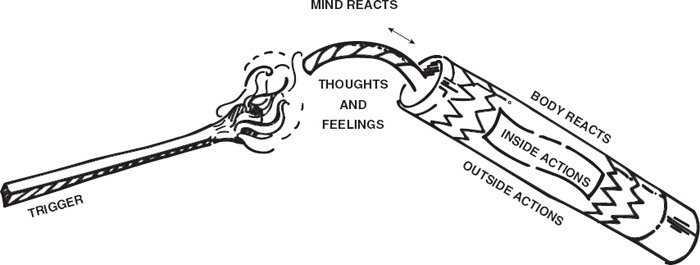 MIND REACTS
THOUGHTS
AND
FEELINGS
BODY REACTS
INSIDE ACTIONS
OUTSIDE ACTIONS
TRIGGER